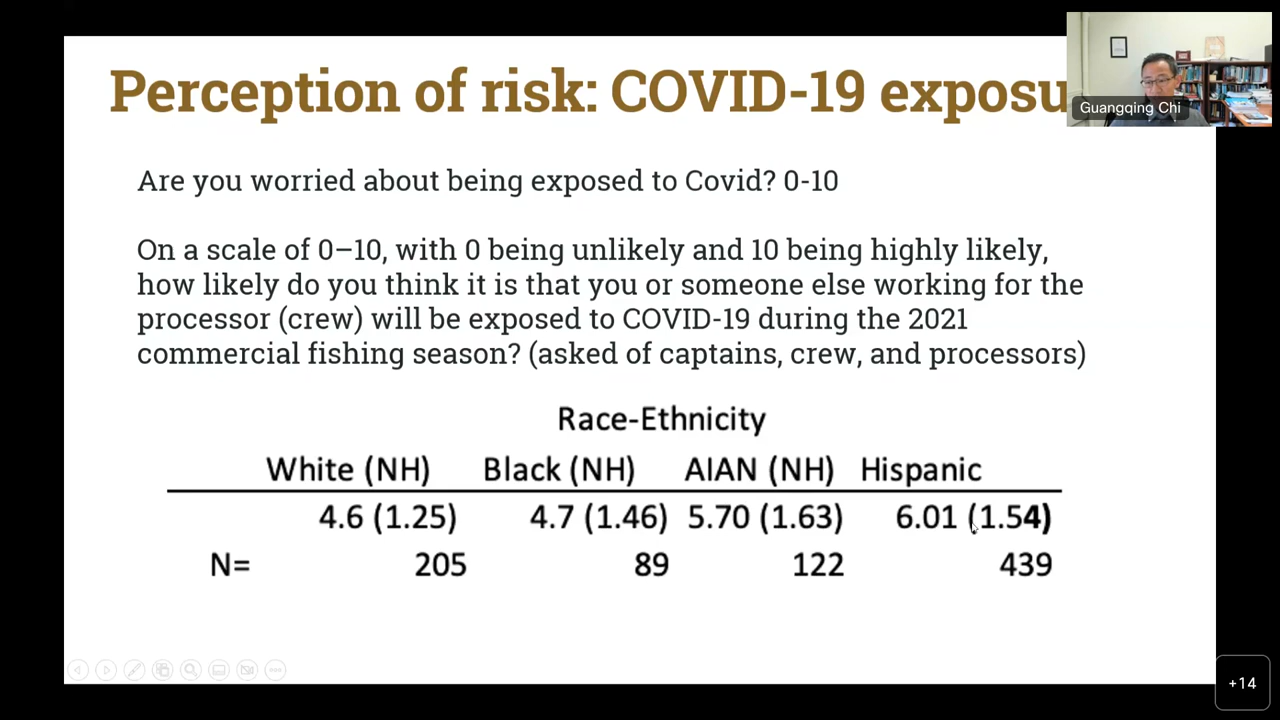 Perception of risk: COVID-19 exposu
Guangqing Chi
Are you worried about being exposed to Covid? 0-10
On a scale of 0–10, with 0 being unlikely and 10 being highly likely,
how likely do you think it is that you or someone else working for the
processor (crew) will be exposed to COVID-19 during the 2021
commercial fishing season? (asked of captains, crew, and processors)
Race-Ethnicity
White (NH) Black (NH) AIAN (NH) Hispanic
4.6 (1.25) 4.7 (1.46) 5.70 (1.63) 6.01 (1.54)
N= 205 89 122 439
+14